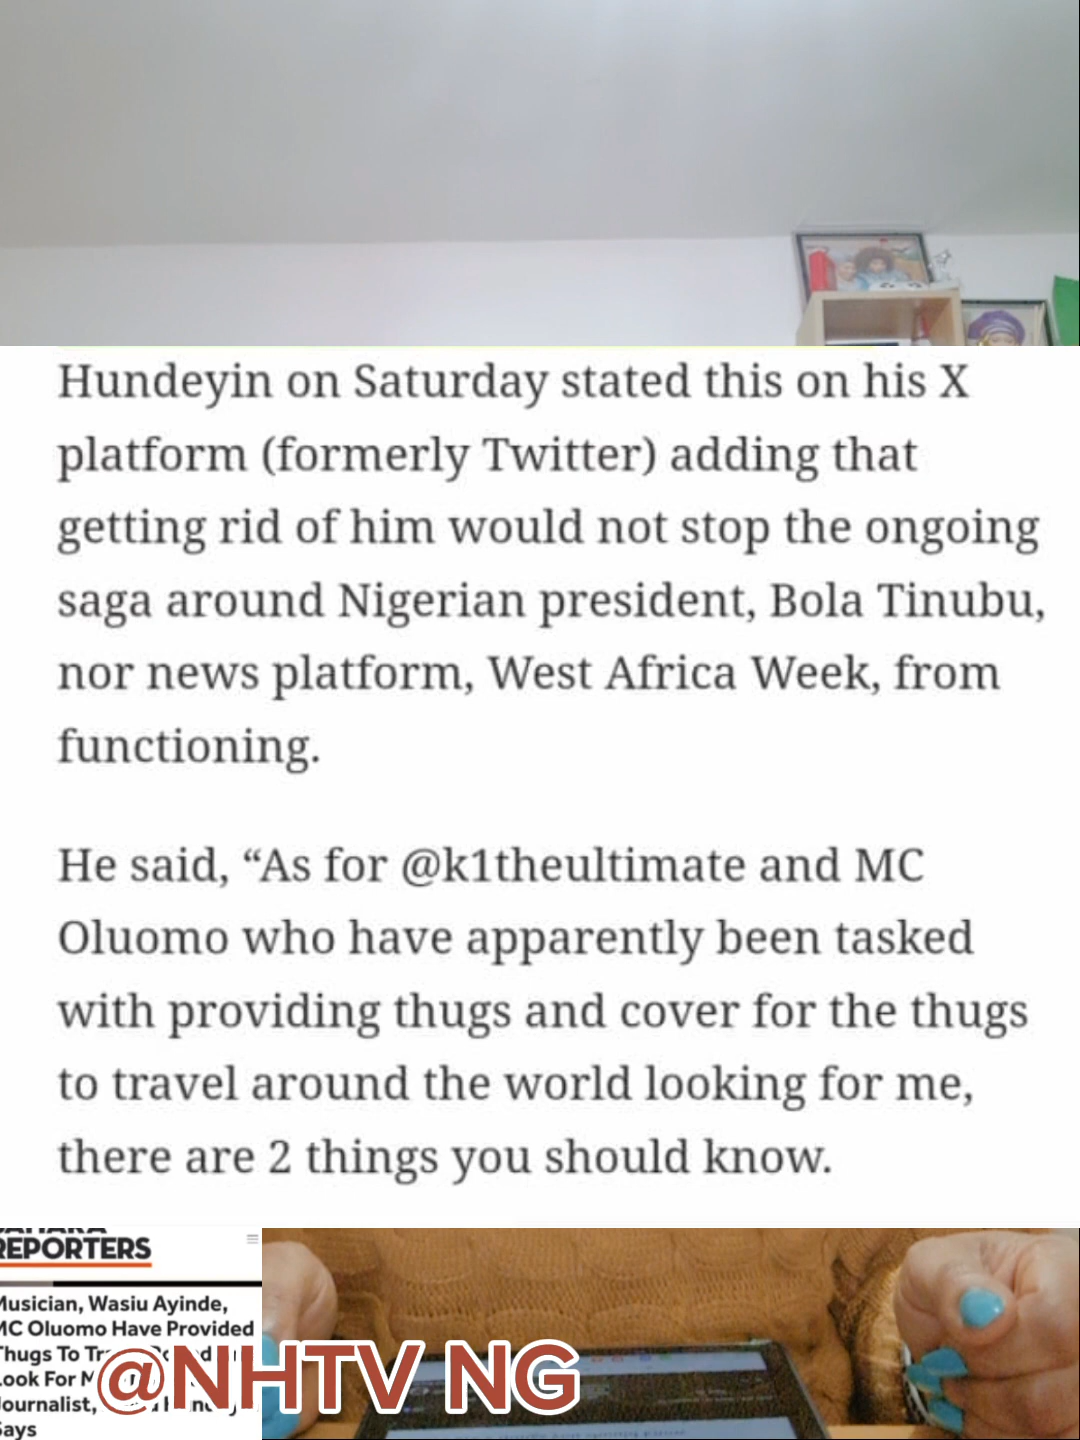 Hundeyin on Saturday stated this on his X
platform (formerly Twitter) adding that
getting rid of him would not stop the ongoing
saga around Nigerian president, Bola Tinubu,
nor news platform, West Africa Week, from
functioning.
He said, “As for @k1theultimate and MC
Oluomo who have apparently been tasked
with providing thugs and cover for the thugs
to travel around the world looking for me,
there are 2 things you should know.
REPORTERS
Musician, Wasiu Ayinde,
MC Oluomo Have Provided
Thugs To
Look For
Journalist,
Says
@NHTV NG